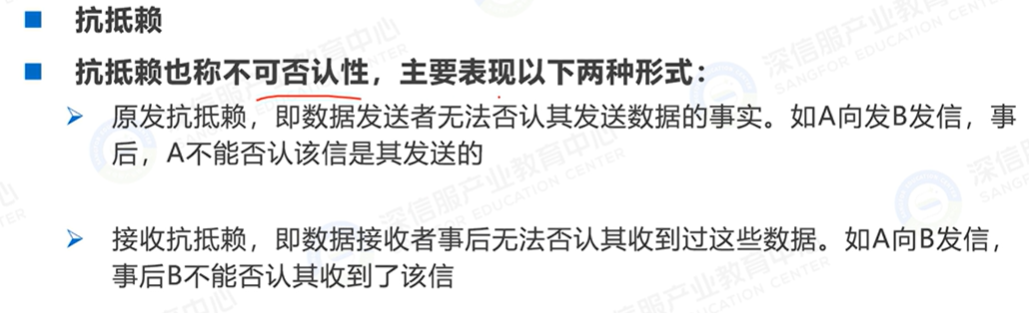 抗抵赖
抗抵赖也称不可否认性，主要表现以下两种形式：
原发抗抵赖，即数据发送者无法否认其发送数据的事实。如A向发B发信，事
后，A不能否认该信是其发送的
接收抗抵赖，即数据接收者事后无法否认其收到过这些数据。如A向B发信，
事后B不能否认其收到了该信
深信服产业教育中心
SANGFOR EDUCATION CENTER